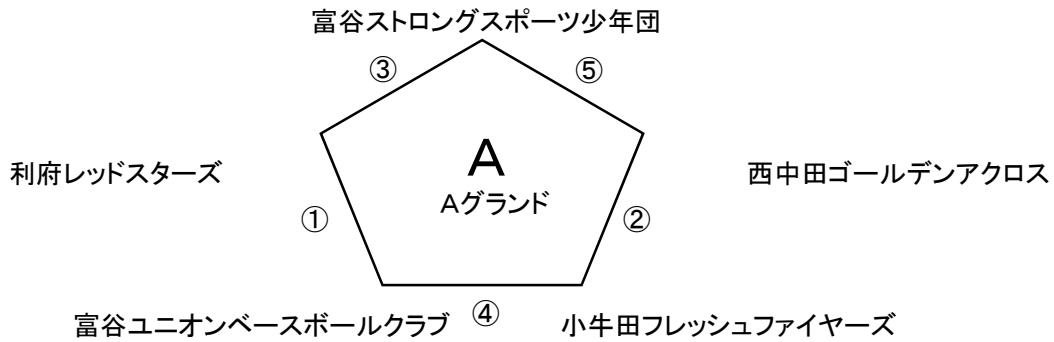 富谷ストロングスポーツ少年団
③
⑤
A
利府レッドスターズ
西中田ゴールデンアクロス
Aグランド
①
②
④
富谷ユニオンベースボールクラブ
小牛田フレッシュファイヤーズ